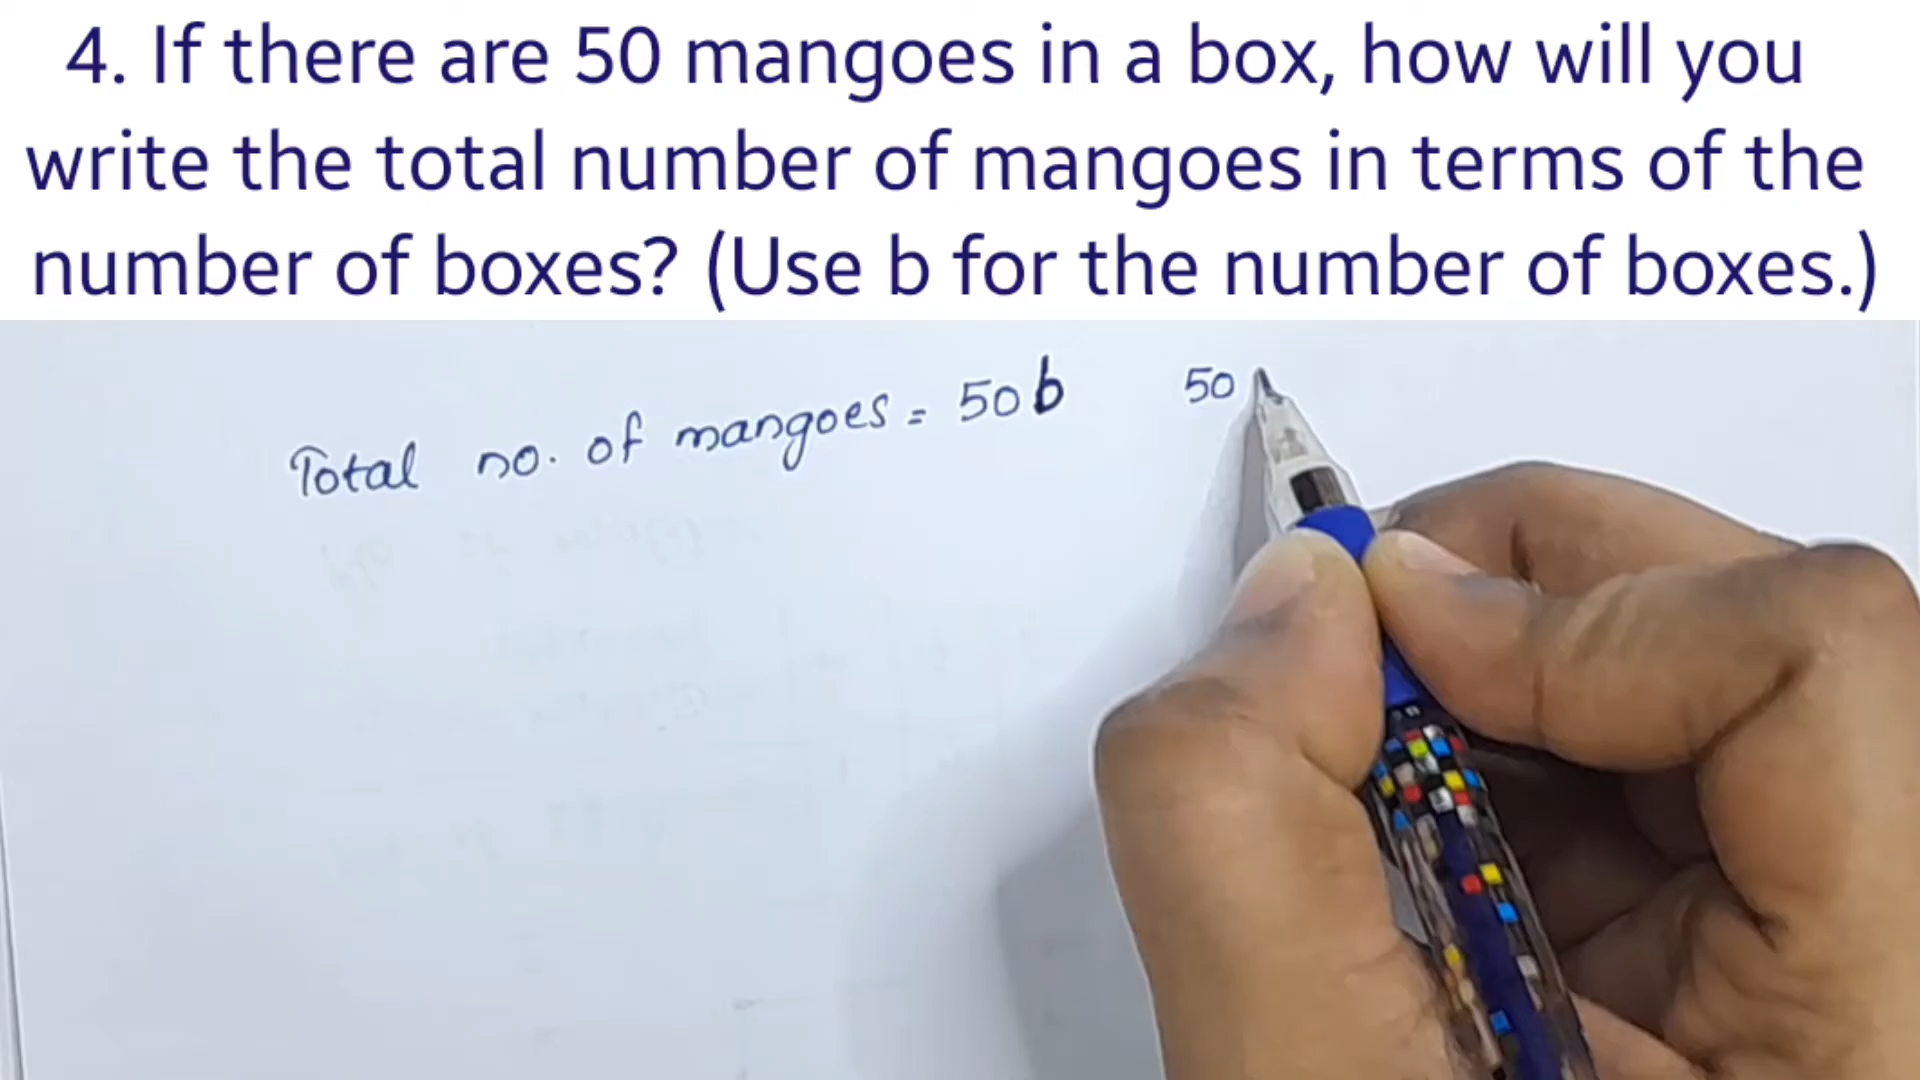 4. If there are 50 mangoes in a box, how will you
write the total number of mangoes in terms of the
number of boxes? (Use b for the number of boxes.)
Total no. of mangoes = 50b 50